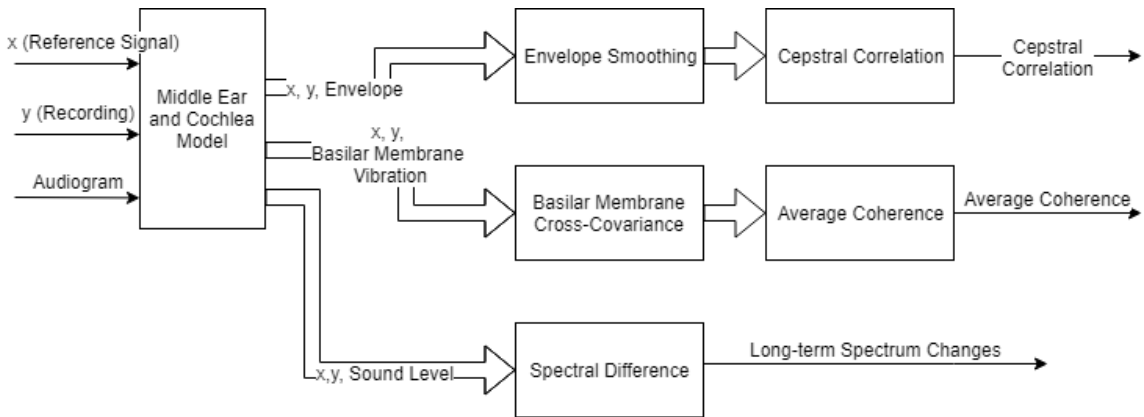 x (Reference Signal)
y (Recording)
Audiogram
Middle Ear
and Cochlea
Model
x, y, Envelope
Envelope Smoothing
Cepstral Correlation
Cepstral
Correlation
x, y,
Basilar Membrane
Vibration
Basilar Membrane
Cross-Covariance
Average Coherence
Average Coherence
x,y, Sound Level
Spectral Difference
Long-term Spectrum Changes